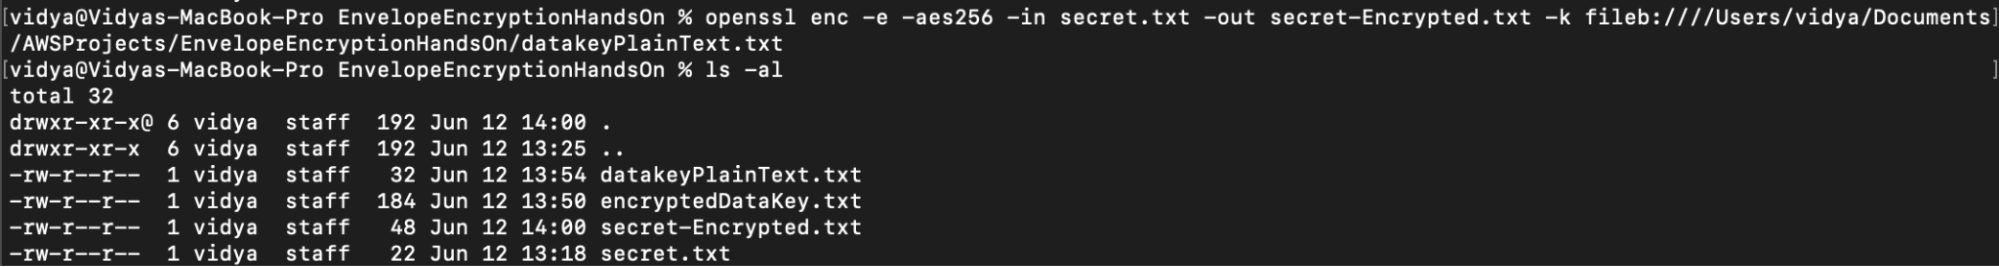 [vidya@Vidyas-MacBook-Pro EnvelopeEncryptionHandsOn % openssl enc -e -aes256 -in secret.txt -out secret-Encrypted.txt -k fileb:////Users/vidya/Documents]
/AWSProjects/EnvelopeEncryptionHandsOn/datakeyPlainText.txt
[vidya@Vidyas-MacBook-Pro EnvelopeEncryptionHandsOn % ls -al ]
total 32
drwxr-xr-x@ 6 vidya  staff  192 Jun 12 14:00 .
drwxr-xr-x  6 vidya  staff  192 Jun 12 13:25 ..
-rw-r--r--  1 vidya  staff   32 Jun 12 13:54 datakeyPlainText.txt
-rw-r--r--  1 vidya  staff  184 Jun 12 13:50 encryptedDataKey.txt
-rw-r--r--  1 vidya  staff   48 Jun 12 14:00 secret-Encrypted.txt
-rw-r--r--  1 vidya  staff   22 Jun 12 13:18 secret.txt